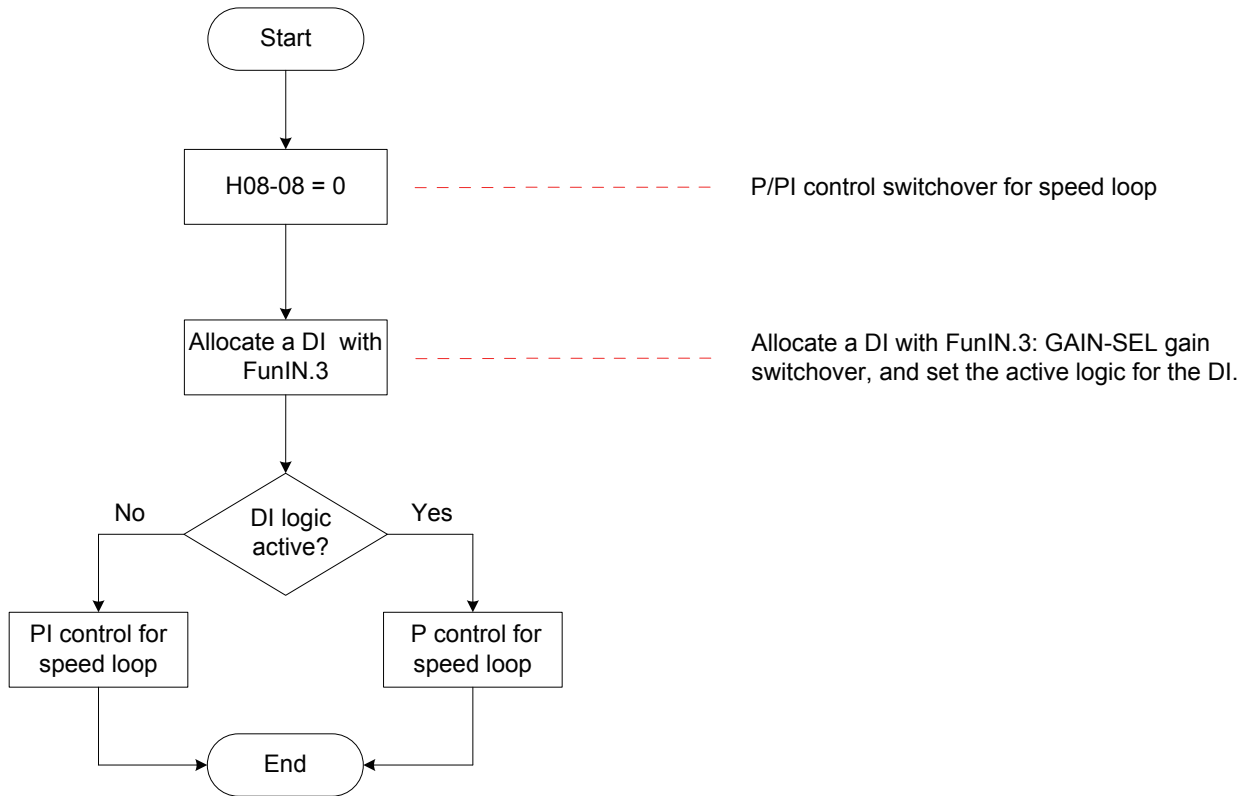 Start
H08-08 = 0
P/PI control switchover for speed loop
Allocate a DI with
FunIN.3
Allocate a DI with FunIN.3: GAIN-SEL gain
switchover, and set the active logic for the DI.
No
DI logic
active?
Yes
PI control for
speed loop
P control for
speed loop
End